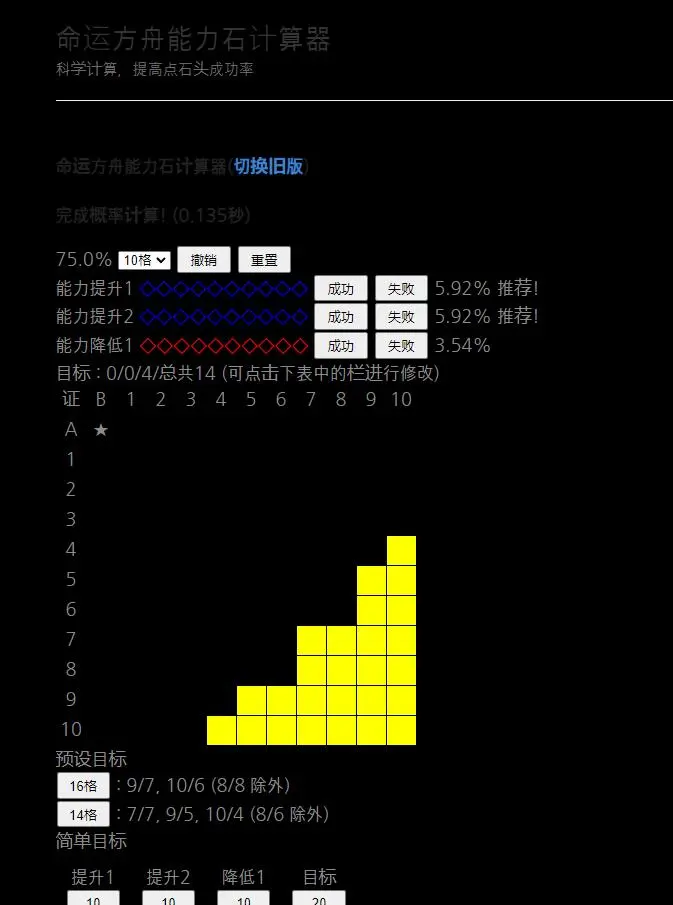 命运方舟能力石计算器
科学计算，提高点石头成功率
命运方舟能力石计算器(切换旧版)
完成概率计算! (0.135秒)
75.0% 10格 撤销 重置
能力提升1 ◇◇◇◇◇◇◇◇◇◇ 成功 失败 5.92% 推荐!
能力提升2 ◇◇◇◇◇◇◇◇◇◇ 成功 失败 5.92% 推荐!
能力降低1 ◇◇◇◇◇◇◇◇◇◇ 成功 失败 3.54%
目标 : 0/0/4/总共14 (可点击下表中的栏进行修改)
证 B 1 2 3 4 5 6 7 8 9 10
A ★
1
2
3
4
5
6
7
8
9
10
预设目标
16格 : 9/7, 10/6 (8/8 除外)
14格 : 7/7, 9/5, 10/4 (8/6 除外)
简单目标
提升1 提升2 降低1 目标
10 10 10 20